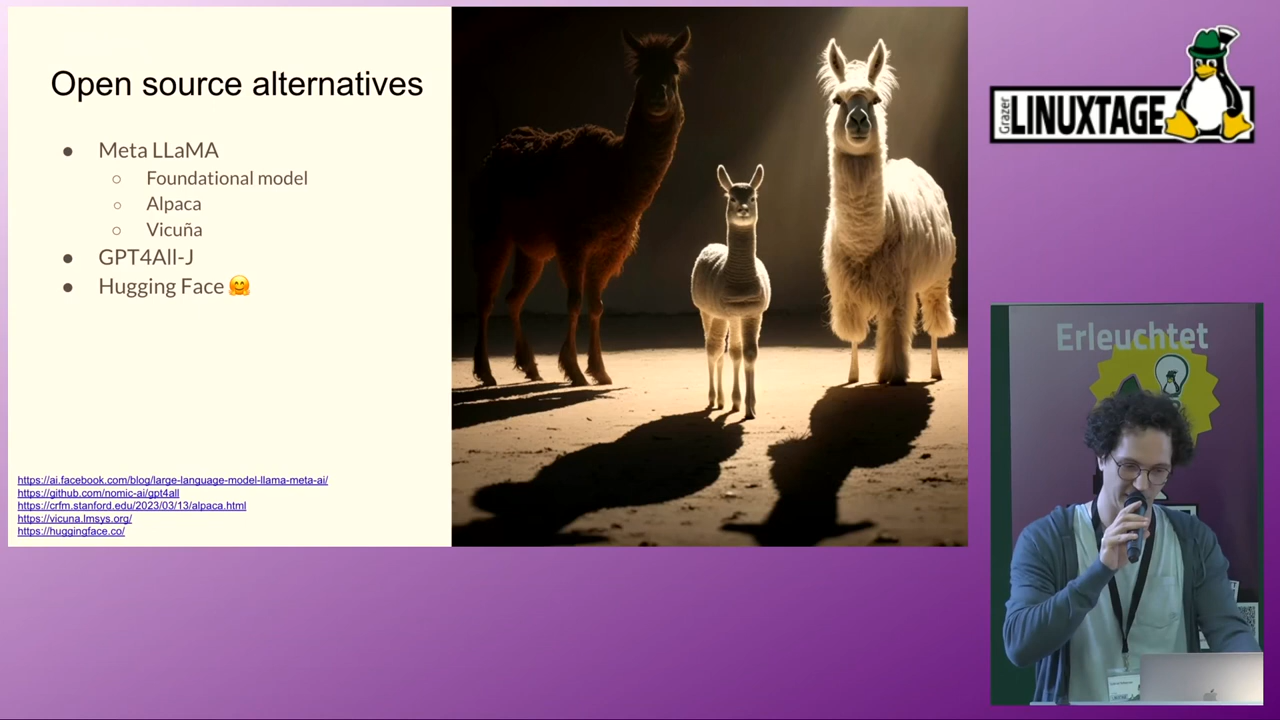 Open source alternatives
● Meta LLaMA
○ Foundational model
○ Alpaca
○ Vicuña
● GPT4All-J
● Hugging Face 🤗
https://ai.facebook.com/blog/large-language-model-llama-meta-ai/
https://github.com/nomic-ai/gpt4all
https://crfm.stanford.edu/2023/03/13/alpaca.html
https://vicuna.lmsys.org/
https://huggingface.co/
Grazer
LINUXTAGE
Erleuchtet